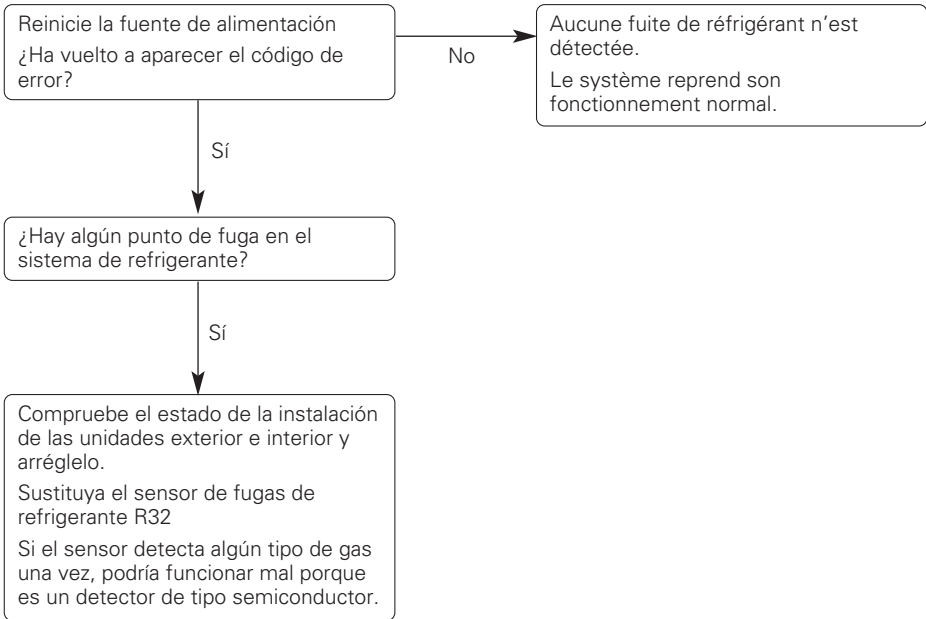 Reinicie la fuente de alimentación
¿Ha vuelto a aparecer el código de
error?
No
Aucune fuite de réfrigérant n’est
détectée.
Le système reprend son
fonctionnement normal.
Sí
¿Hay algún punto de fuga en el
sistema de refrigerante?
Sí
Compruebe el estado de la instalación
de las unidades exterior e interior y
arréglelo.
Sustituya el sensor de fugas de
refrigerante R32
Si el sensor detecta algún tipo de gas
una vez, podría funcionar mal porque
es un detector de tipo semiconductor.